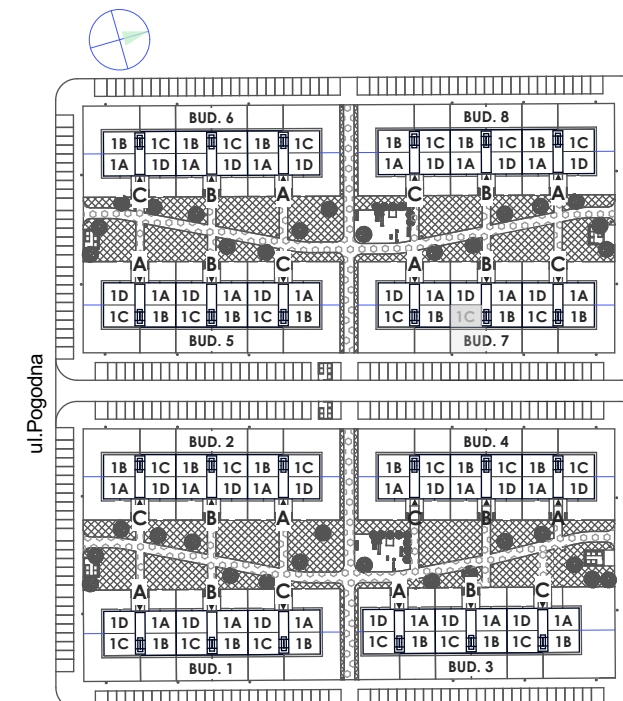 BUD. 6
1B 1C 1B 1C 1B 1C
1A 1D 1A 1D 1A 1D
C B A
BUD. 8
1B 1C 1B 1C 1B 1C
1A 1D 1A 1D 1A 1D
C B A
A B C
1D 1A 1D 1A 1D 1A
1C 1B 1C 1B 1C 1B
BUD. 5
A B C
1D 1A 1D 1A 1D 1A
1C 1B 1C 1B 1C 1B
BUD. 7
ul.Pogodna
BUD. 2
1B 1C 1B 1C 1B 1C
1A 1D 1A 1D 1A 1D
C B A
BUD. 4
1B 1C 1B 1C 1B 1C
1A 1D 1A 1D 1A 1D
C B A
A B C
1D 1A 1D 1A 1D 1A
1C 1B 1C 1B 1C 1B
BUD. 1
A B C
1D 1A 1D 1A 1D 1A
1C 1B 1C 1B 1C 1B
BUD. 3